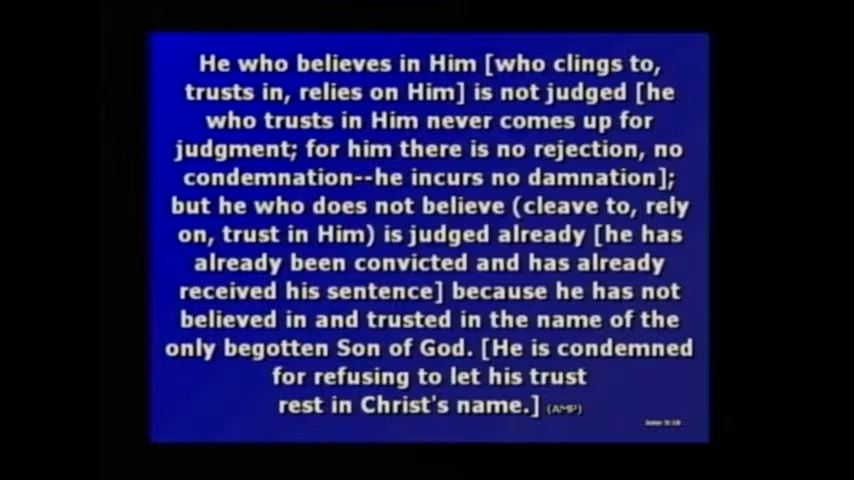 He who believes in Him [who clings to,
trusts in, relies on Him] is not judged [he
who trusts in Him never comes up for
judgment; for him there is no rejection, no
condemnation--he incurs no damnation];
but he who does not believe (cleave to, rely
on, trust in Him) is judged already [he has
already been convicted and has already
received his sentence] because he has not
believed in and trusted in the name of the
only begotten Son of God. [He is condemned
for refusing to let his trust
rest in Christ's name.] (AMP)
John 3:18